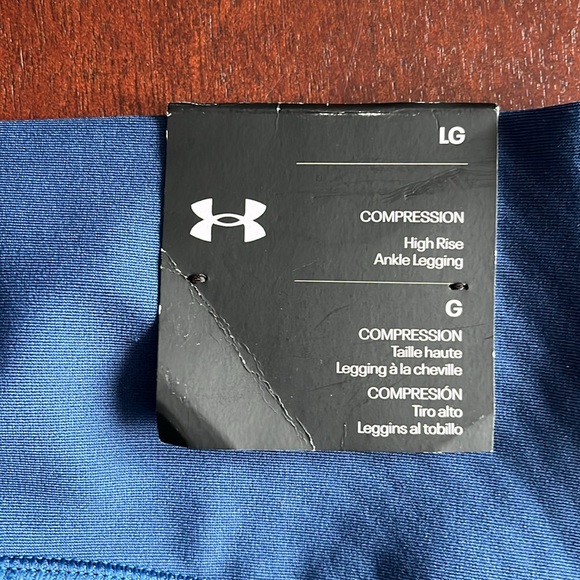 LG
COMPRESSION
High Rise
Ankle Legging
G
COMPRESSION
Taille haute
Legging à la cheville
COMPRESIÓN
Tiro alto
Leggins al tobillo